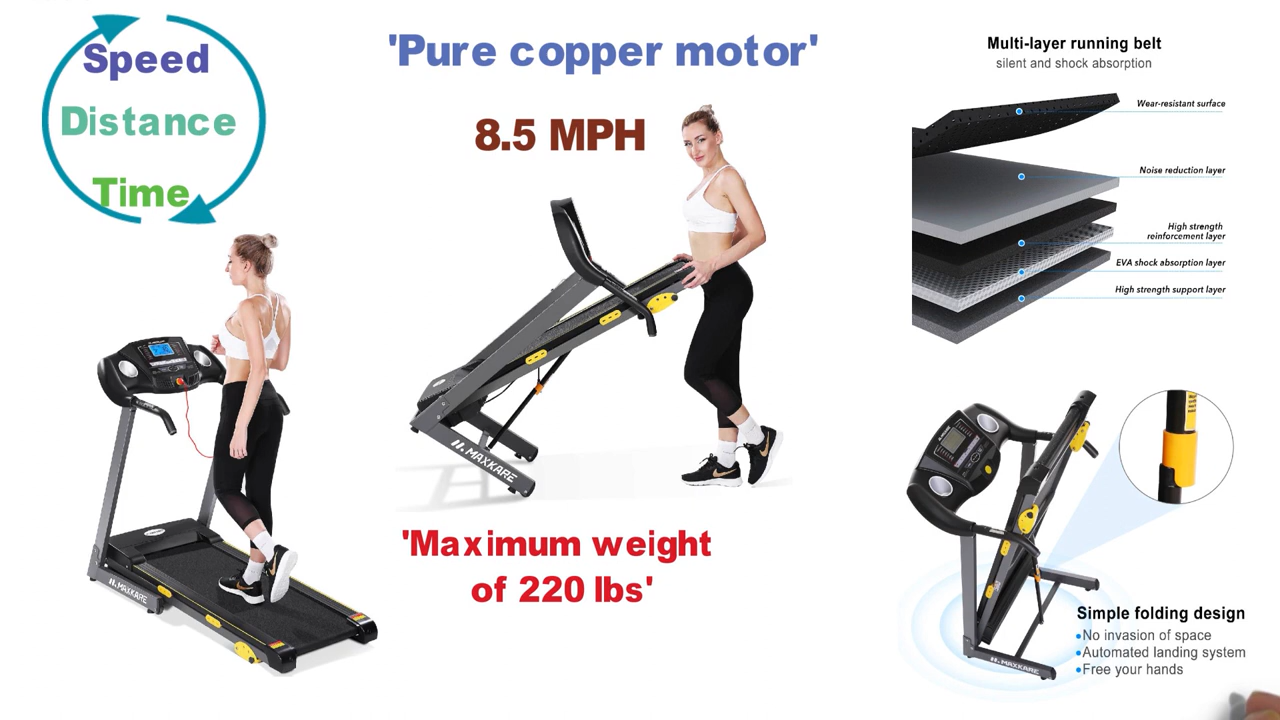 Speed
Distance
Time
'Pure copper motor'
8.5 MPH
MAXKARE
MAXKARE
'Maximum weight
of 220 lbs'
Multi-layer running belt
silent and shock absorption
Wear-resistant surface
Noise reduction layer
High strength
reinforcement layer
EVA shock absorption layer
High strength support layer
Simple folding design
•No invasion of space
•Automated landing system
•Free your hands
MAXKARE